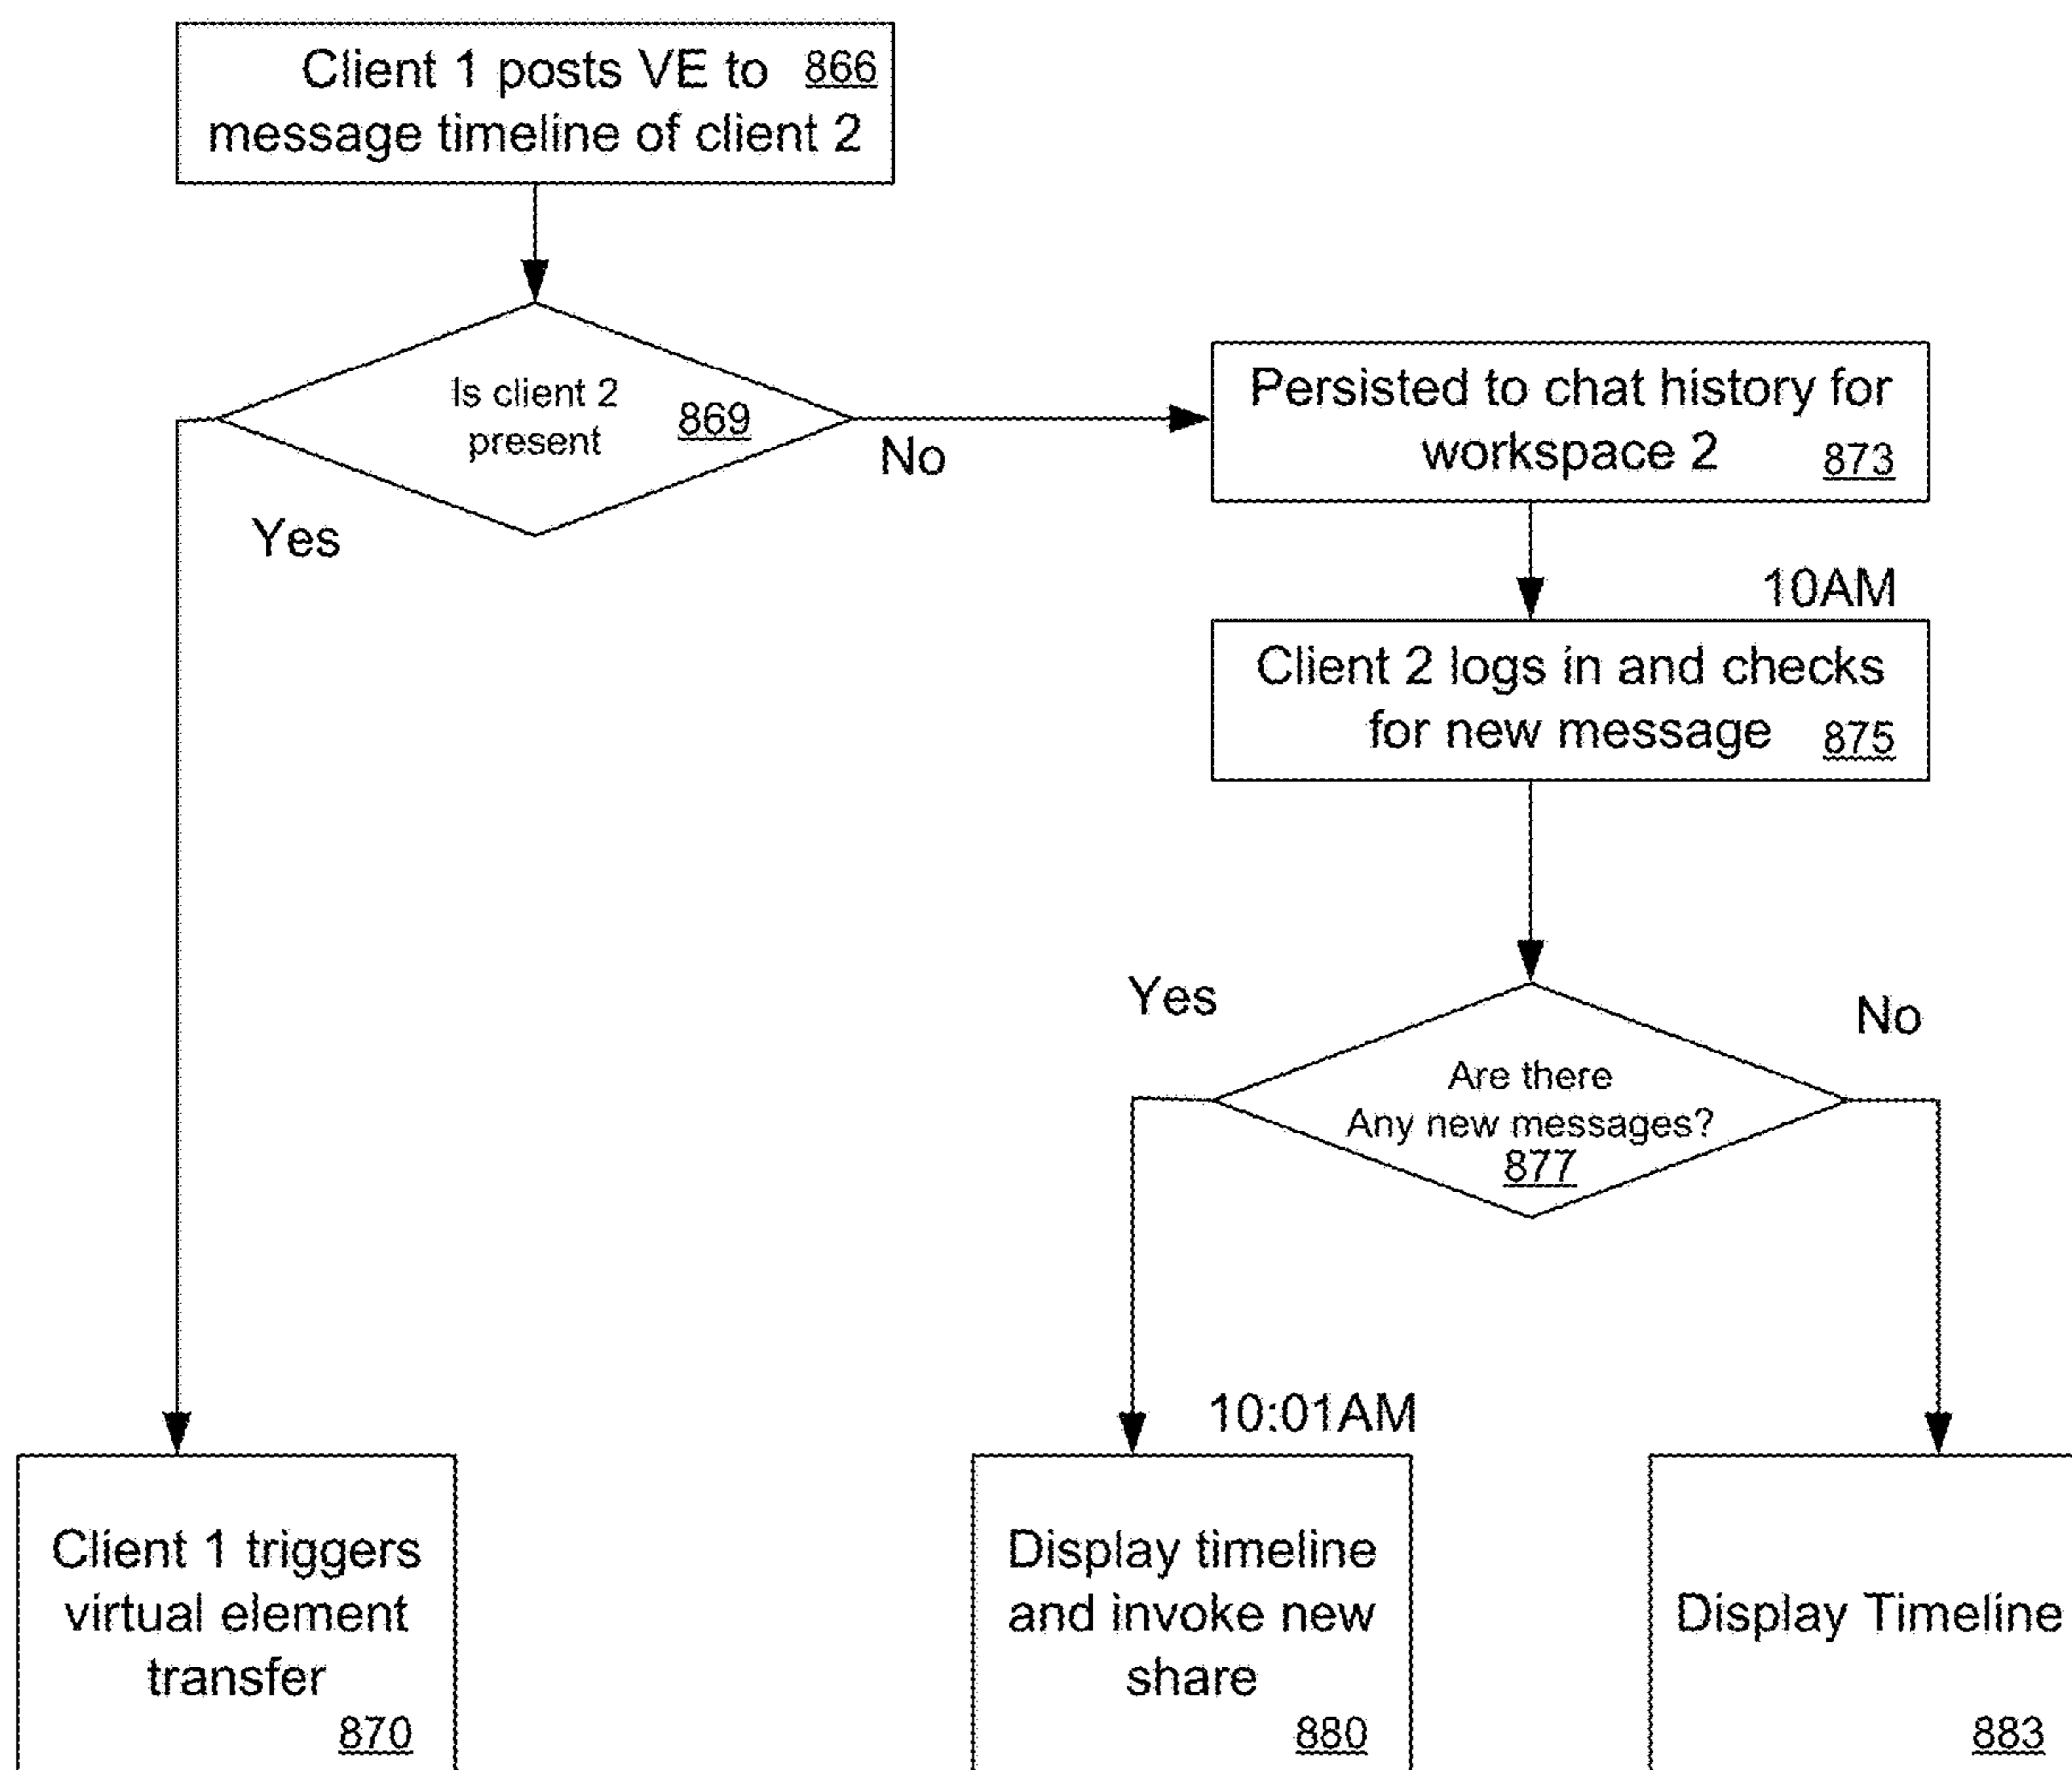 Client 1 posts VE to 866
message timeline of client 2
Is client 2
present
869
No
Yes
Persisted to chat history for
workspace 2 873
10AM
Client 2 logs in and checks
for new message 875
Yes
No
Are there
Any new messages?
877
10:01AM
Client 1 triggers
virtual element
transfer
870
Display timeline
and invoke new
share
880
Display Timeline
883